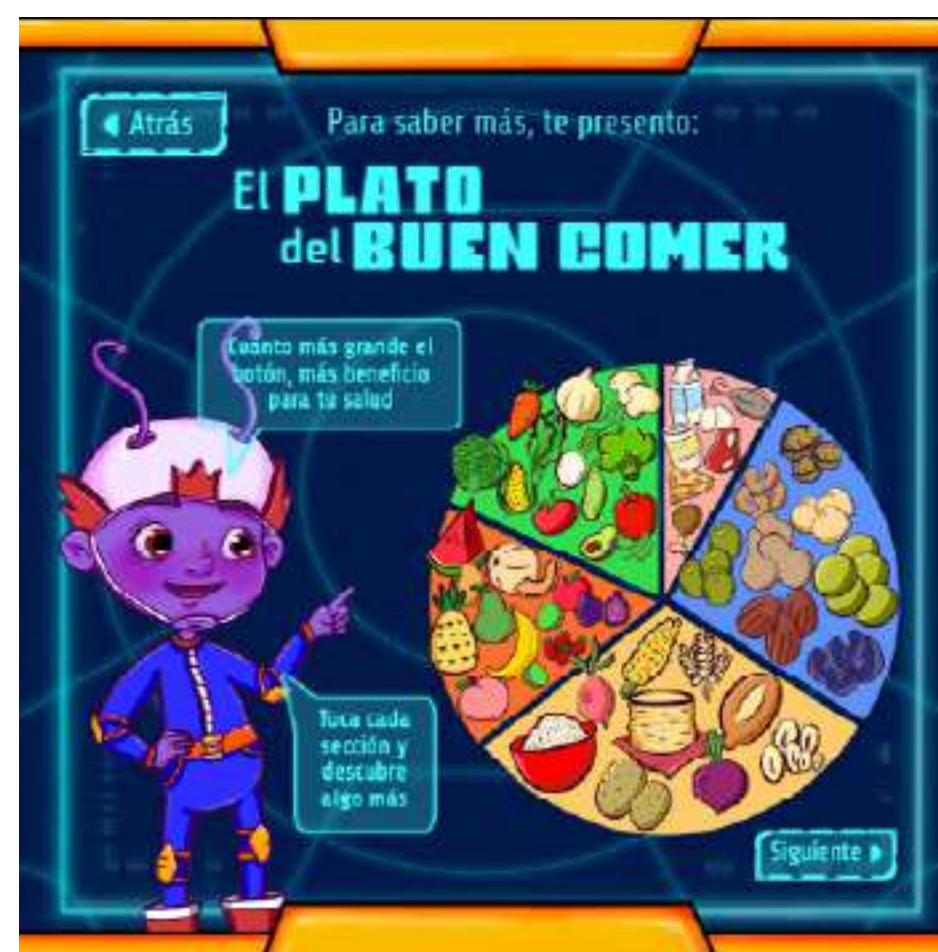 Atrás
Para saber más, te presento:
El PLATO
del BUEN COMER
Cuanto más grande el
botón, más beneficio
para tu salud
Toca cada
sección y
descubre
algo más
Siguiente